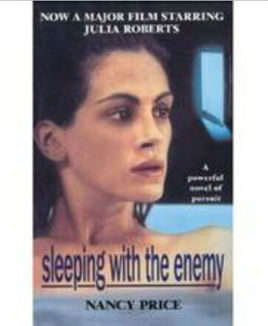 NOW A MAJOR FILM STARRING
JULIA ROBERTS
A
powerful
novel of
pursuit
sleeping with the enemy
NANCY PRICE